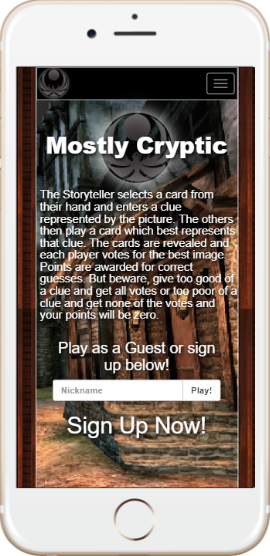 Mostly Cryptic
The Storyteller selects a card from
their hand and enters a clue
represented by the picture. The others
then play a card which best represents
that clue. The cards are revealed and
each player votes for the best image.
Points are awarded for correct
guesses. But beware, give too good of
a clue and get all votes or too poor of a
clue and get none of the votes and
your points will be zero.
Play as a Guest or sign
up below!
Nickname Play!
Sign Up Now!